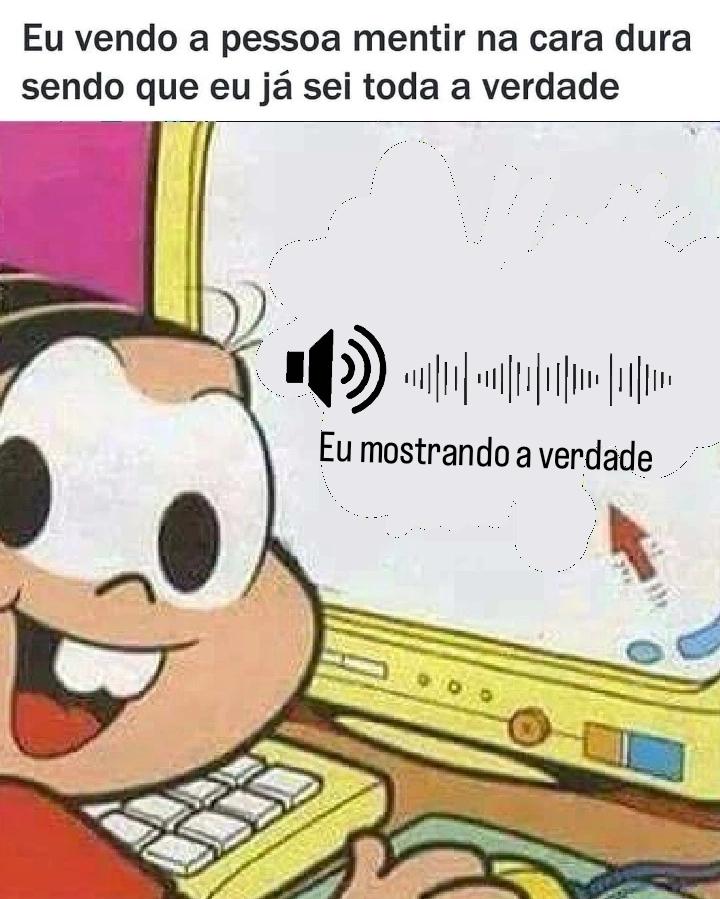 Eu vendo a pessoa mentir na cara dura
sendo que eu já sei toda a verdade
Eu mostrando a verdade